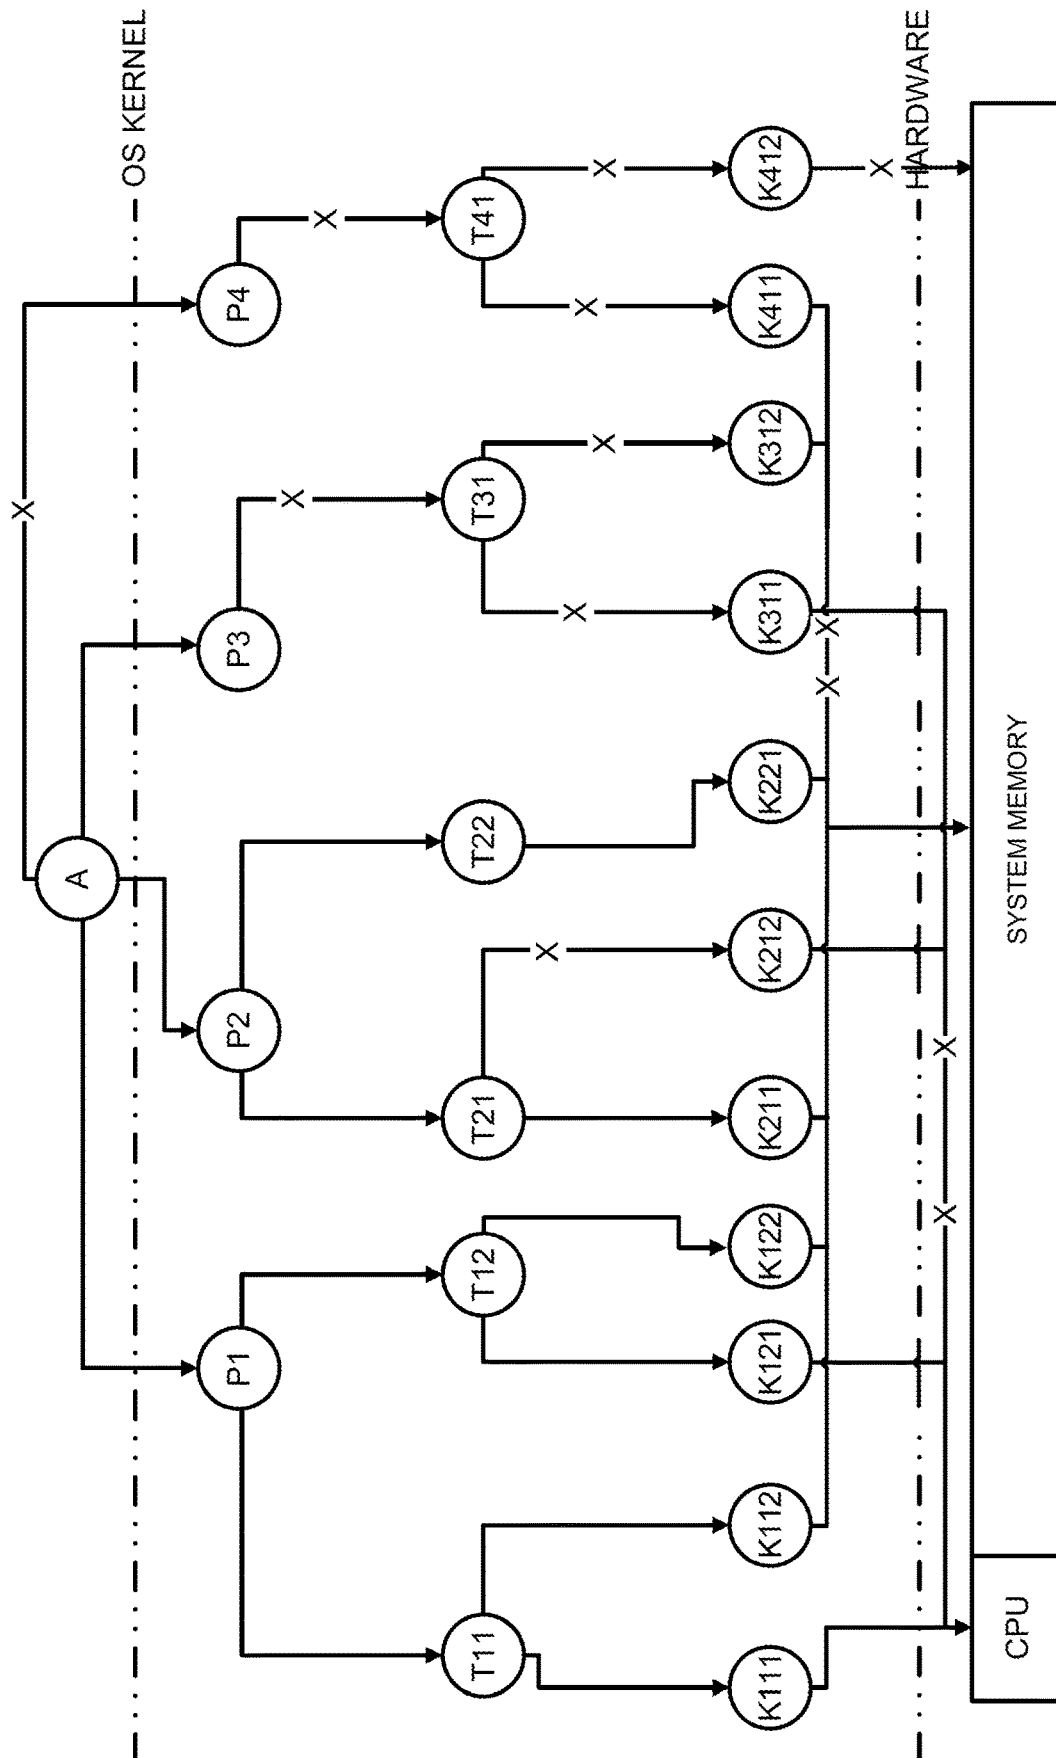 X
A
OS KERNEL
P1
P2
P3
P4
X
X
T11
T12
T21
T22
T31
T41
X
X
X
X
X
K111
K112
K121
K122
K211
K212
K221
K311
K312
K411
K412
X
X
X
HARDWARE
X
X
CPU
SYSTEM MEMORY